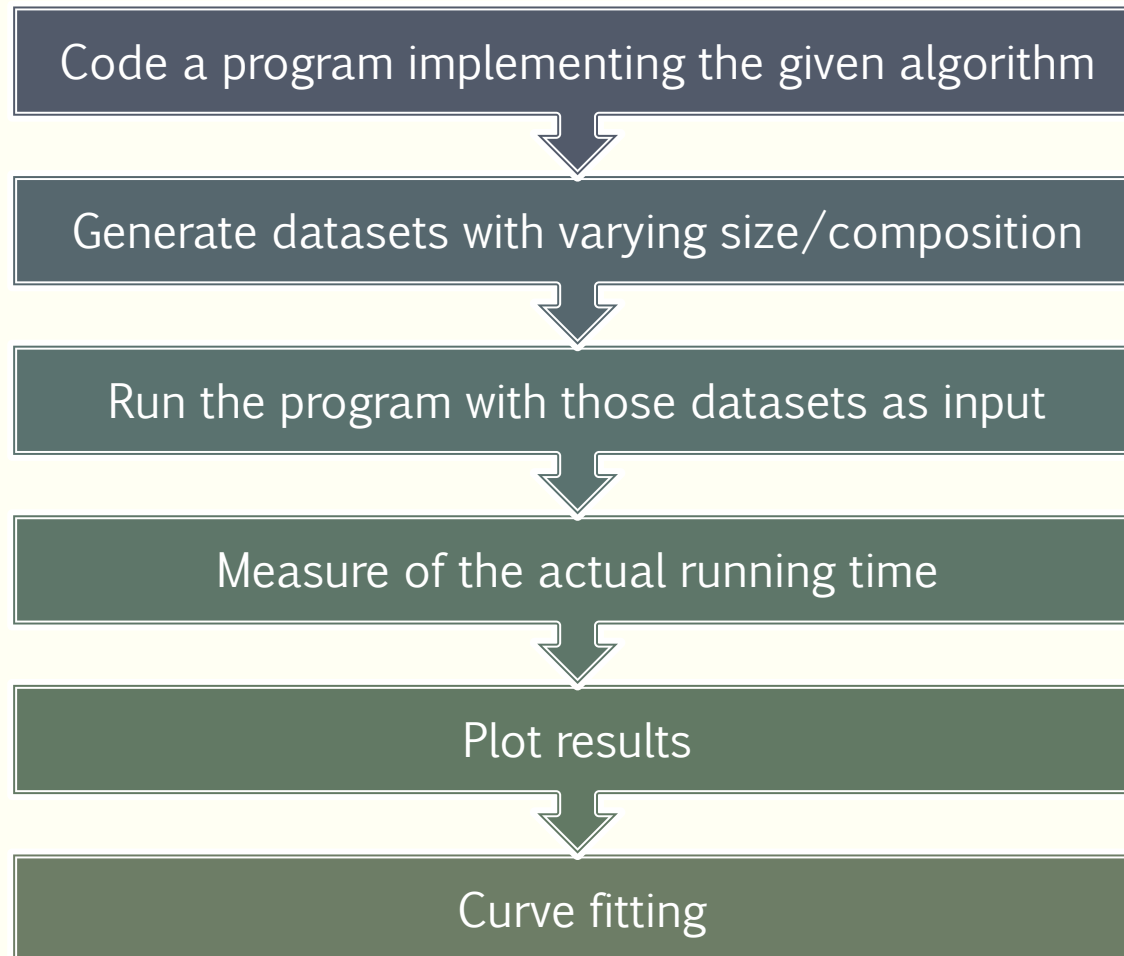 Code a program implementing the given algorithm
Generate datasets with varying size/composition
Run the program with those datasets as input
Measure of the actual running time
Plot results
Curve fitting